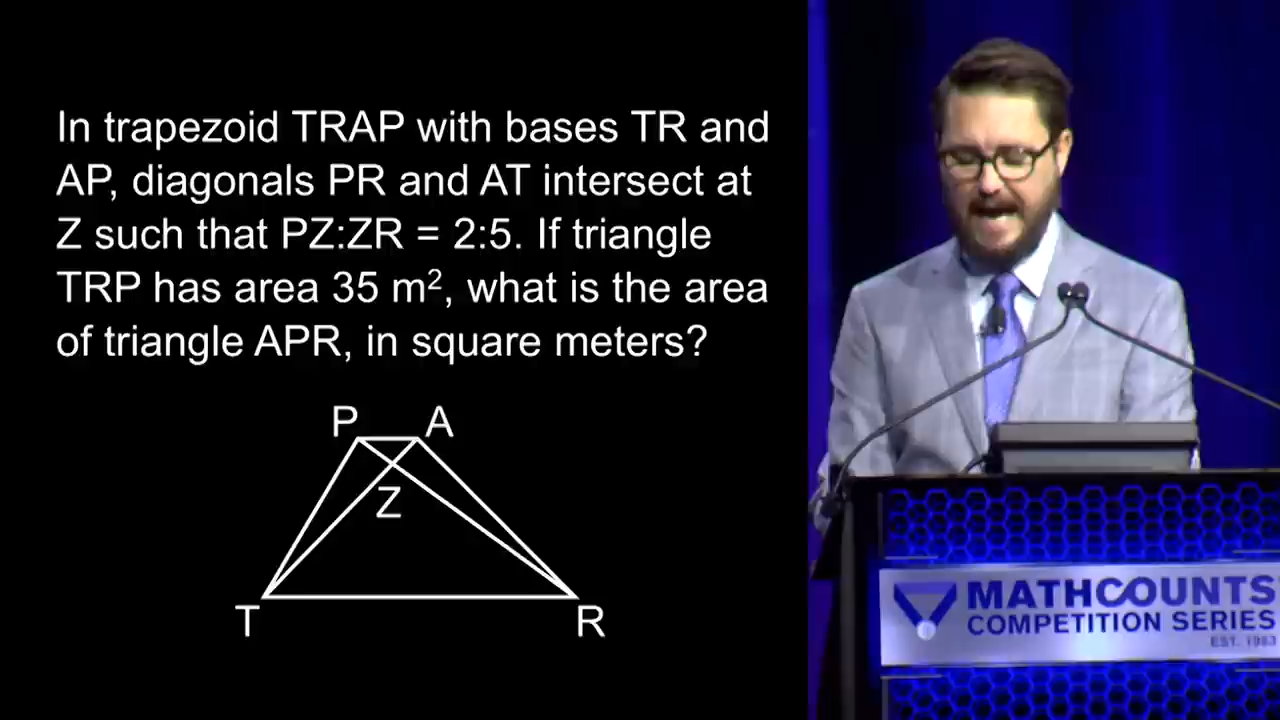 In trapezoid TRAP with bases TR and
AP, diagonals PR and AT intersect at
Z such that PZ:ZR = 2:5. If triangle
TRP has area 35 m², what is the area
of triangle APR, in square meters?
P A
Z
T R
MATHCOUNTS
COMPETITION SERIES
EST. 1983